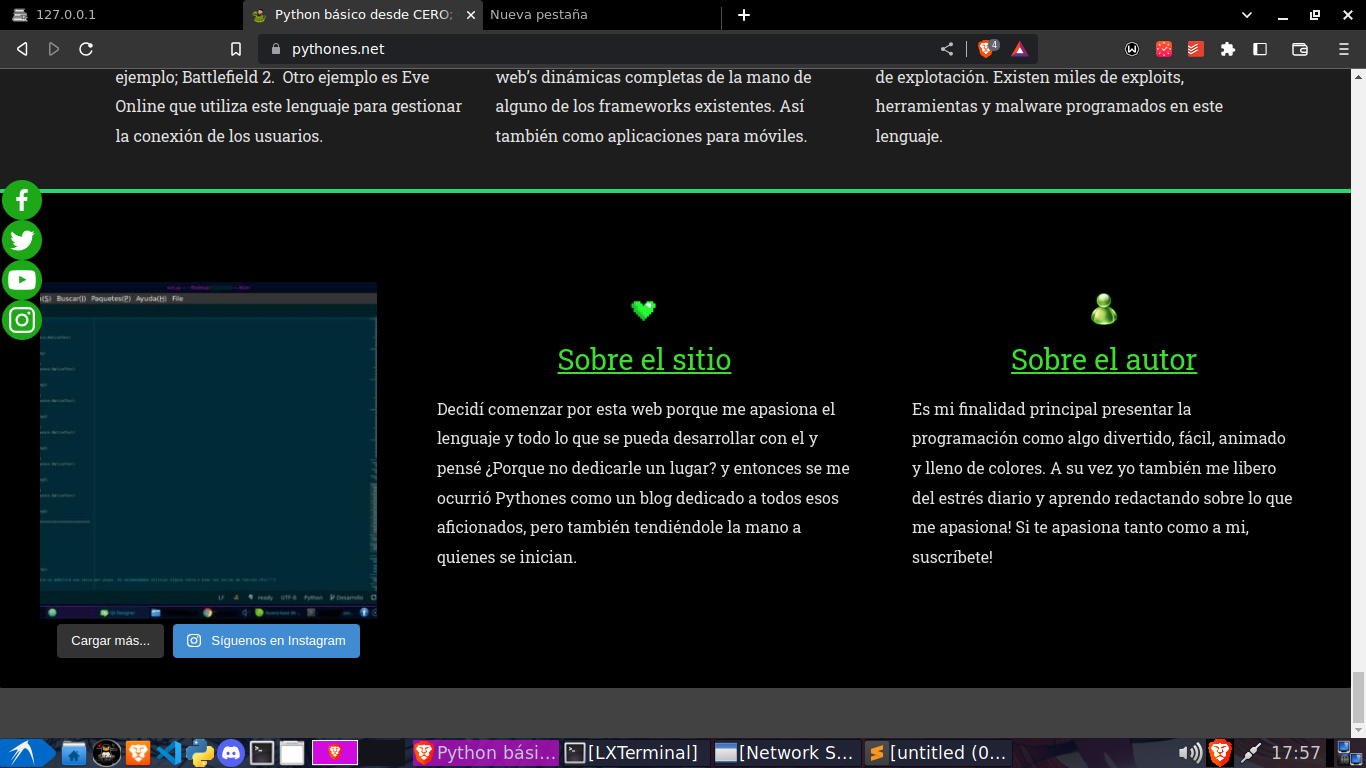 127.0.0.1
Python básico desde CERO;
Nueva pestaña
pythones.net
4
ejemplo; Battlefield 2. Otro ejemplo es Eve
Online que utiliza este lenguaje para gestionar
la conexión de los usuarios.
web's dinámicas completas de la mano de
alguno de los frameworks existentes. Así
también como aplicaciones para móviles.
de explotación. Existen miles de exploits,
herramientas y malware programados en este
lenguaje.
Buscar(I) Paquetes(P) Ayuda(H) File
LF ready UTF-8 Python Desarrollo
Cargar más...
Síguenos en Instagram
Sobre el sitio
Decidí comenzar por esta web porque me apasiona el
lenguaje y todo lo que se pueda desarrollar con el y
pensé ¿Porque no dedicarle un lugar? y entonces se me
ocurrió Pythones como un blog dedicado a todos esos
aficionados, pero también tendiéndole la mano a
quienes se inician.
Sobre el autor
Es mi finalidad principal presentar la
programación como algo divertido, fácil, animado
y lleno de colores. A su vez yo también me libero
del estrés diario y aprendo redactando sobre lo que
me apasiona! Si te apasiona tanto como a mi,
suscríbete!
Python bási...
[LXTerminal]
[Network S...
[untitled (0...
17:57